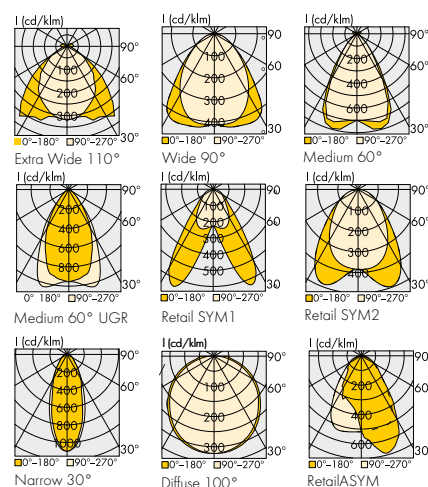 I (cd/klm) I (cd/klm) I (cd/klm)
90° 90 90°
100 100 200
60° 60° 60°
200 200 400
300 300 600
400
30° 30 30°
0°–180° 90°–270° 0°–180° 90°–270° 0°–180° 90°–270°
Extra Wide 110° Wide 90° Medium 60°
I (cd/klm) I (cd/klm) I (cd/klm)
90° 90° 90°
200 100 100
400 200 200
60° 60° 60°
600 300 300
800 400 400
500
30° 30 30°
0° 180° 90°–270° 0°–180° 90°–270° 0°–180° 90°–270°
Medium 60° UGR Retail SYM1 Retail SYM2
I (cd/klm) I (cd/klm) I (cd/klm)
90° 90° 90°
200 100 200
400
60° 60° 60°
600 200 400
800
1000 300 600
30° 30° 30°
0°–180° 90°–270° 0°–180° 90°–270° 0°–180° 90°–270°
Narrow 30° Diffuse 100° RetailASYM